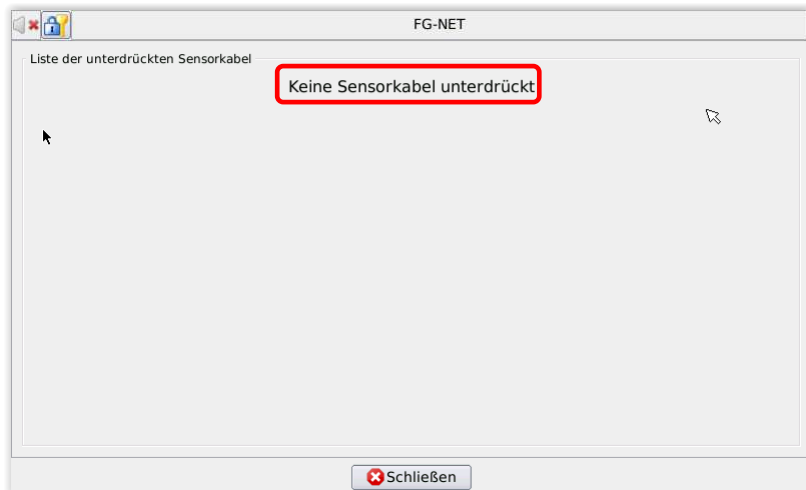 FG-NET
Liste der unterdrückten Sensorkabel
Keine Sensorkabel unterdrückt
Schließen